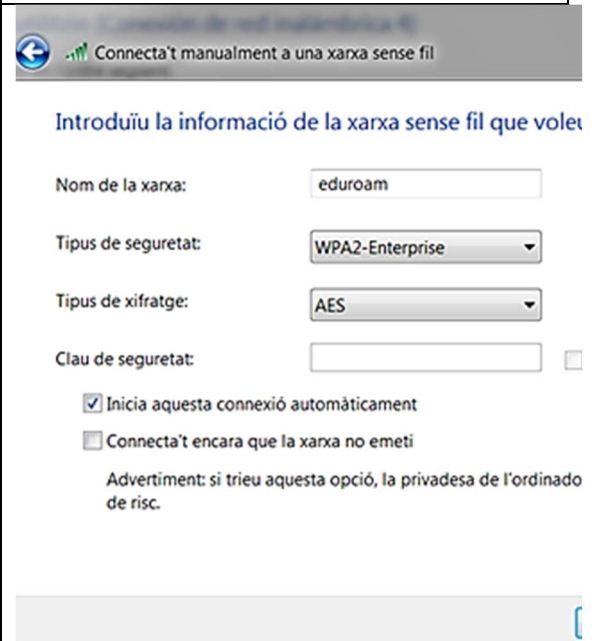 Connecta't manualment a una xarxa sense fil
Introduïu la informació de la xarxa sense fil que voleu
Nom de la xarxa: eduroam
Tipus de seguretat: WPA2-Enterprise
Tipus de xifratge: AES
Clau de seguretat:
Inicia aquesta connexió automàticament
Connecta't encara que la xarxa no emeti
Advertiment: si trieu aquesta opció, la privadesa de l'ordinado
de risc.